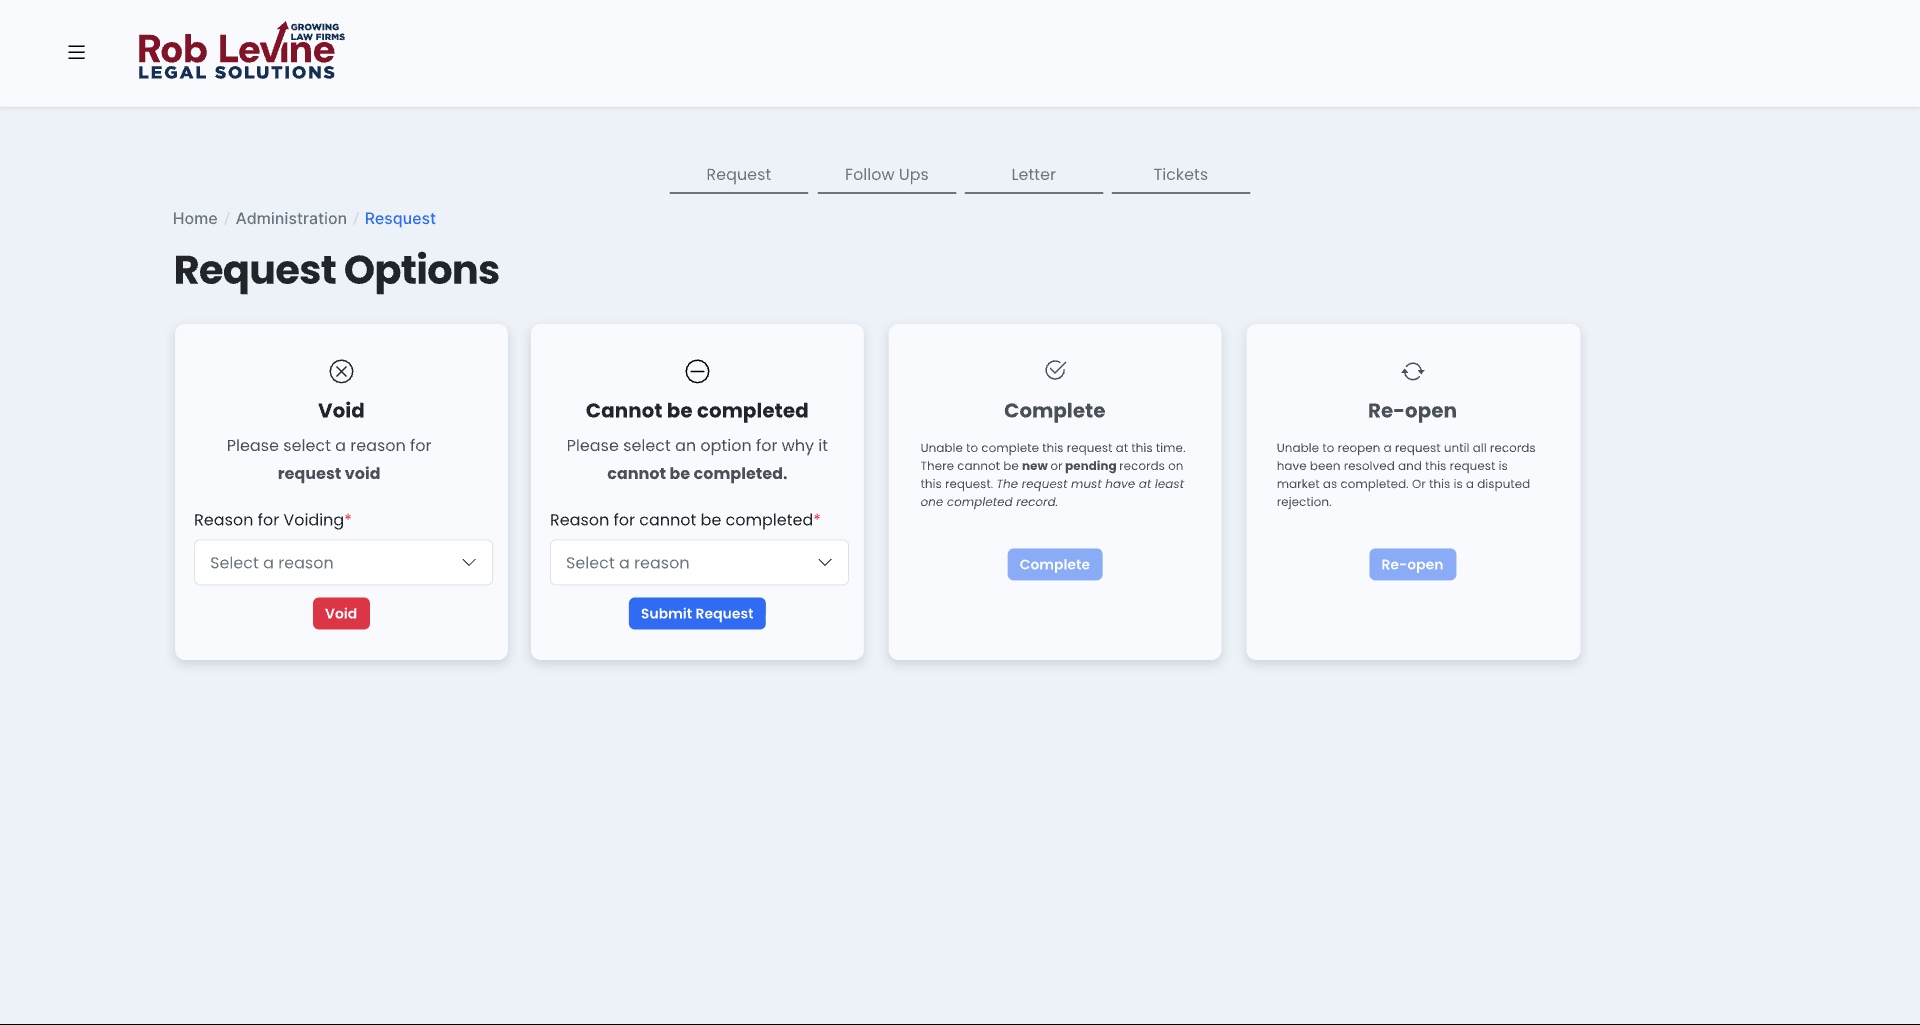 GROWING
LAW FIRMS
Rob Levine
LEGAL SOLUTIONS
Request
Follow Ups
Letter
Tickets
Home / Administration / Resquest
Request Options
Void
Please select a reason for
request void
Reason for Voiding*
Select a reason
Void
Cannot be completed
Please select an option for why it
cannot be completed.
Reason for cannot be completed*
Select a reason
Submit Request
Complete
Unable to complete this request at this time.
There cannot be new or pending records on
this request. The request must have at least
one completed record.
Complete
Re-open
Unable to reopen a request until all records
have been resolved and this request is
market as completed. Or this is a disputed
rejection.
Re-open